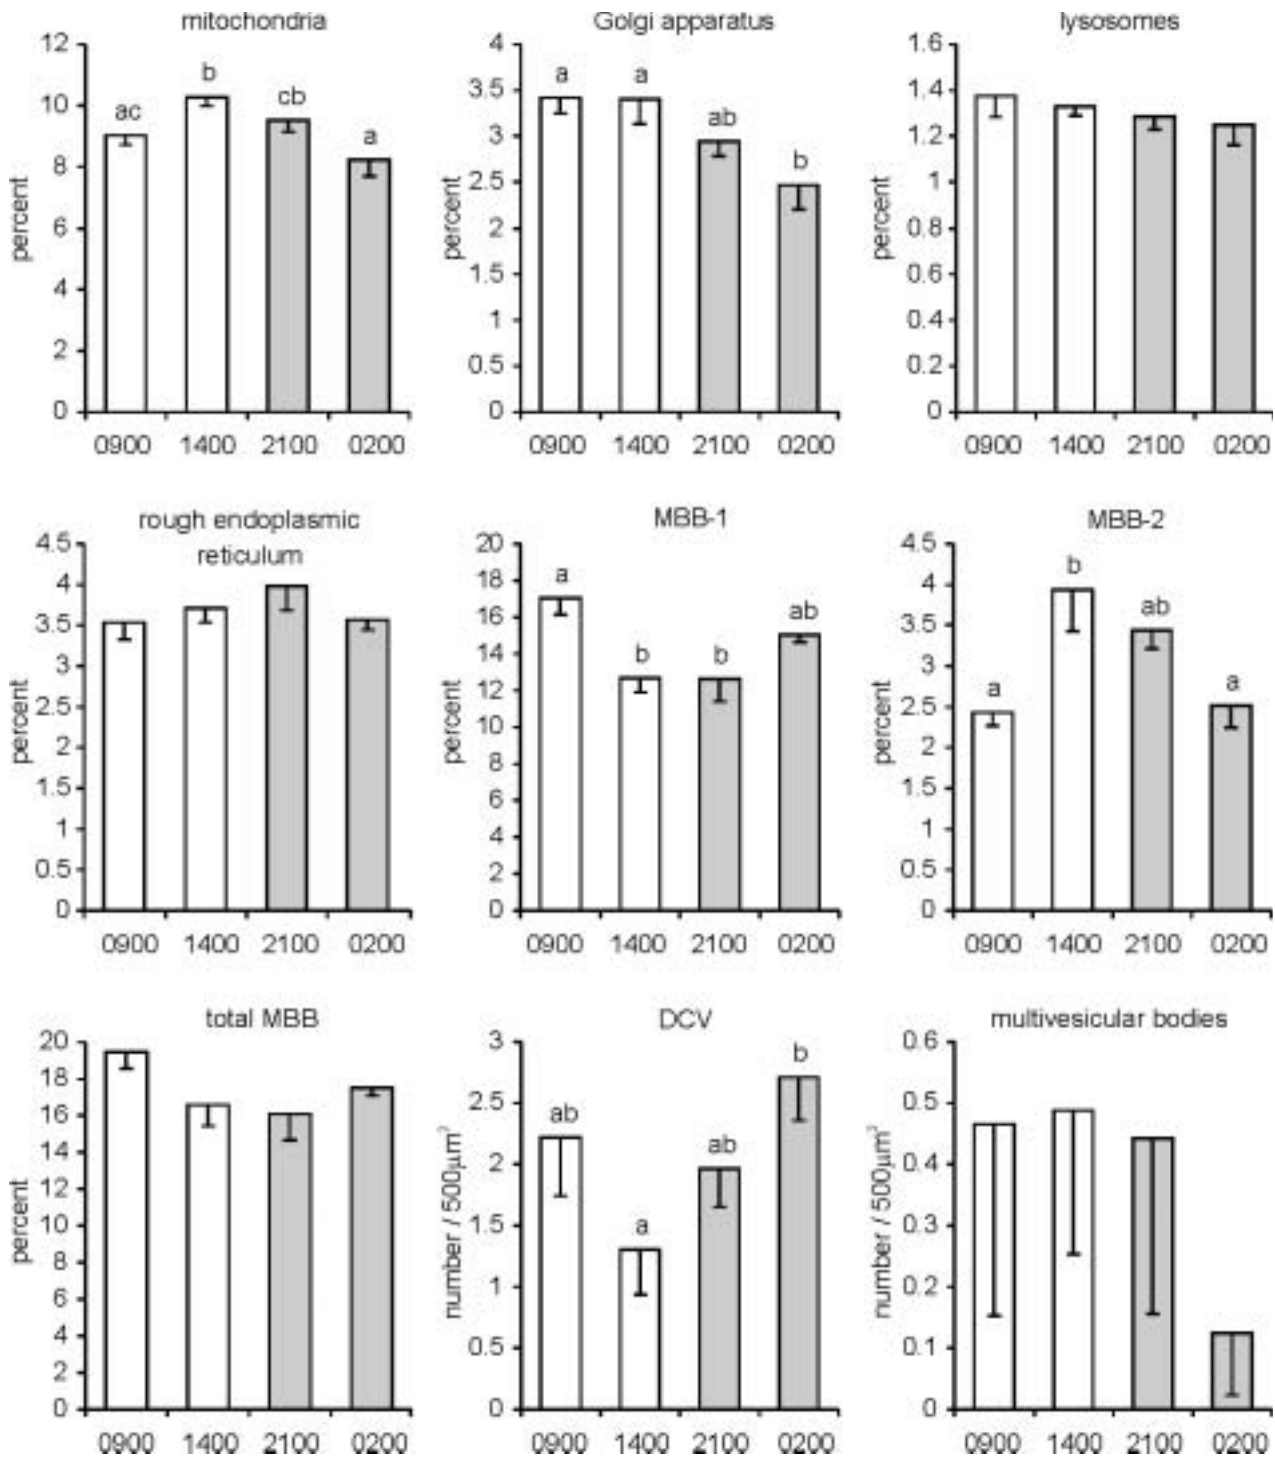 mitochondria
12
10
8
6
4
2
0
percent
ac
b
cb
a
0900 1400 2100 0200
Golgi apparatus
4
3.5
3
2.5
2
1.5
1
0.5
0
percent
a
a
ab
b
0900 1400 2100 0200
lysosomes
1.6
1.4
1.2
1
0.8
0.6
0.4
0.2
0
percent
0900 1400 2100 0200
rough endoplasmic
reticulum
4.5
4
3.5
3
2.5
2
1.5
1
0.5
0
percent
0900 1400 2100 0200
MBB-1
20
18
16
14
12
10
8
6
4
2
0
percent
a
b
b
ab
0900 1400 2100 0200
MBB-2
4.5
4
3.5
3
2.5
2
1.5
1
0.5
0
percent
a
b
ab
a
0900 1400 2100 0200
total MBB
20
18
16
14
12
10
8
6
4
2
0
percent
0900 1400 2100 0200
DCV
3
2.5
2
1.5
1
0.5
0
number / 500µm³
ab
a
ab
b
0900 1400 2100 0200
multivesicular bodies
0.6
0.5
0.4
0.3
0.2
0.1
0
number / 500µm³
0900 1400 2100 0200